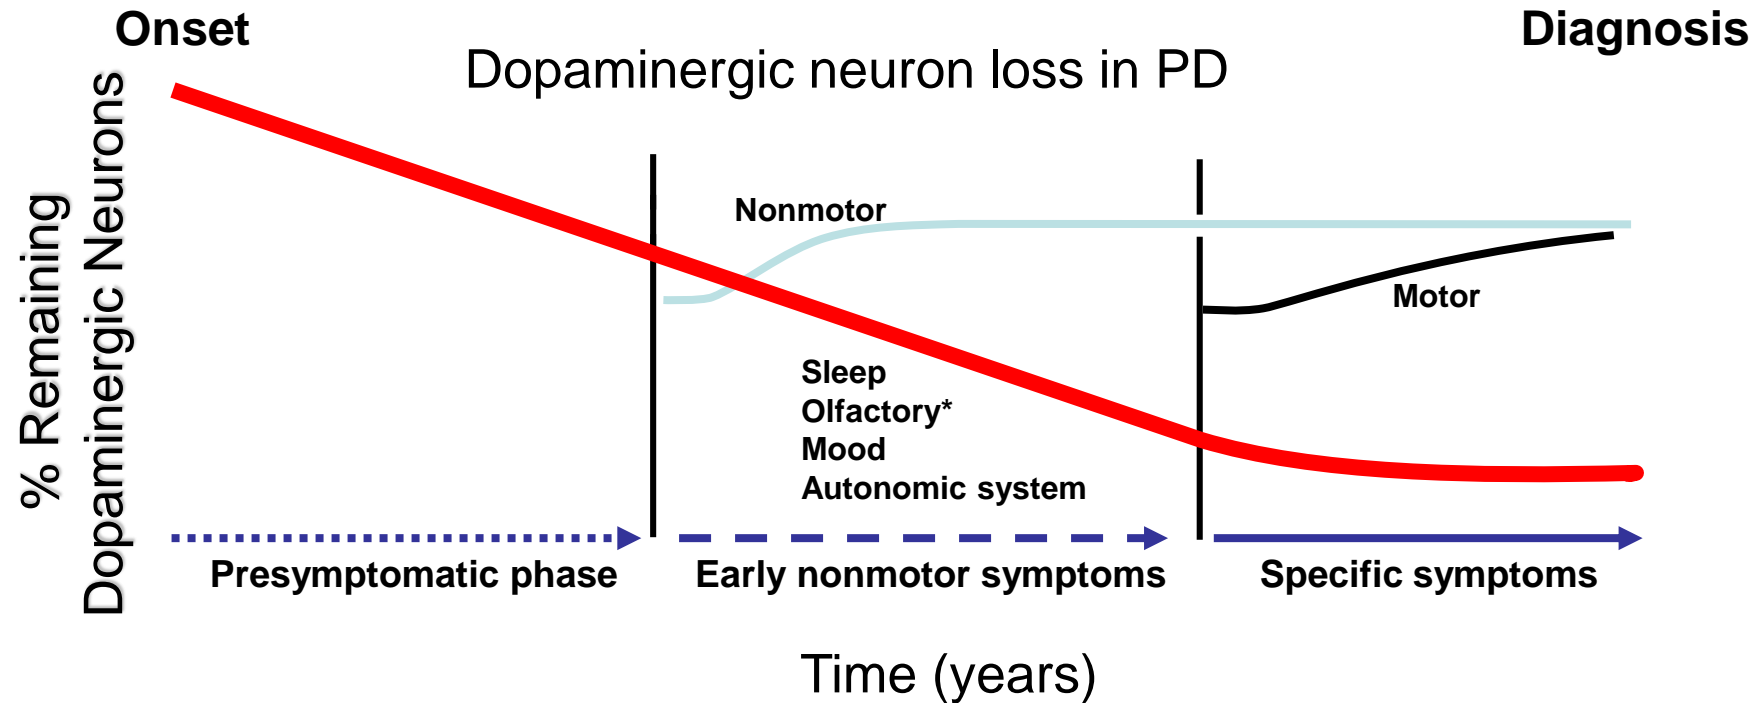 Onset
Diagnosis
Dopaminergic neuron loss in PD
% Remaining
Dopaminergic Neurons
Nonmotor
Motor
Sleep
Olfactory*
Mood
Autonomic system
Presymptomatic phase
Early nonmotor symptoms
Specific symptoms
Time (years)